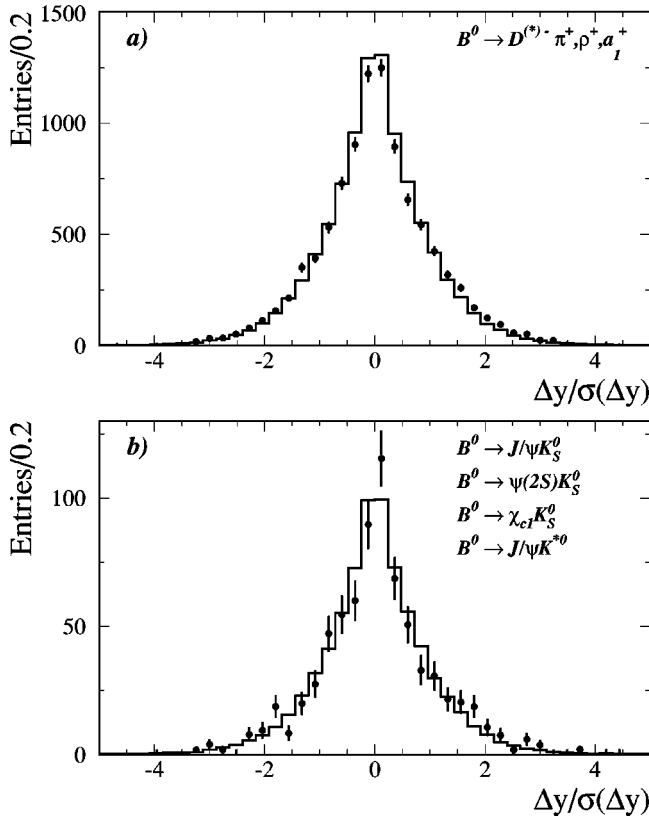 a)
B⁰ → D⁽*⁾⁻ π⁺,ρ⁺,a₁⁺
Entries/0.2
1500
1000
500
0
-4 -2 0 2 4
Δy/σ(Δy)
b)
B⁰ → J/ψK⁰_S
B⁰ → ψ(2S)K⁰_S
B⁰ → χ_c1 K⁰_S
B⁰ → J/ψK*⁰
Entries/0.2
100
50
0
-4 -2 0 2 4
Δy/σ(Δy)